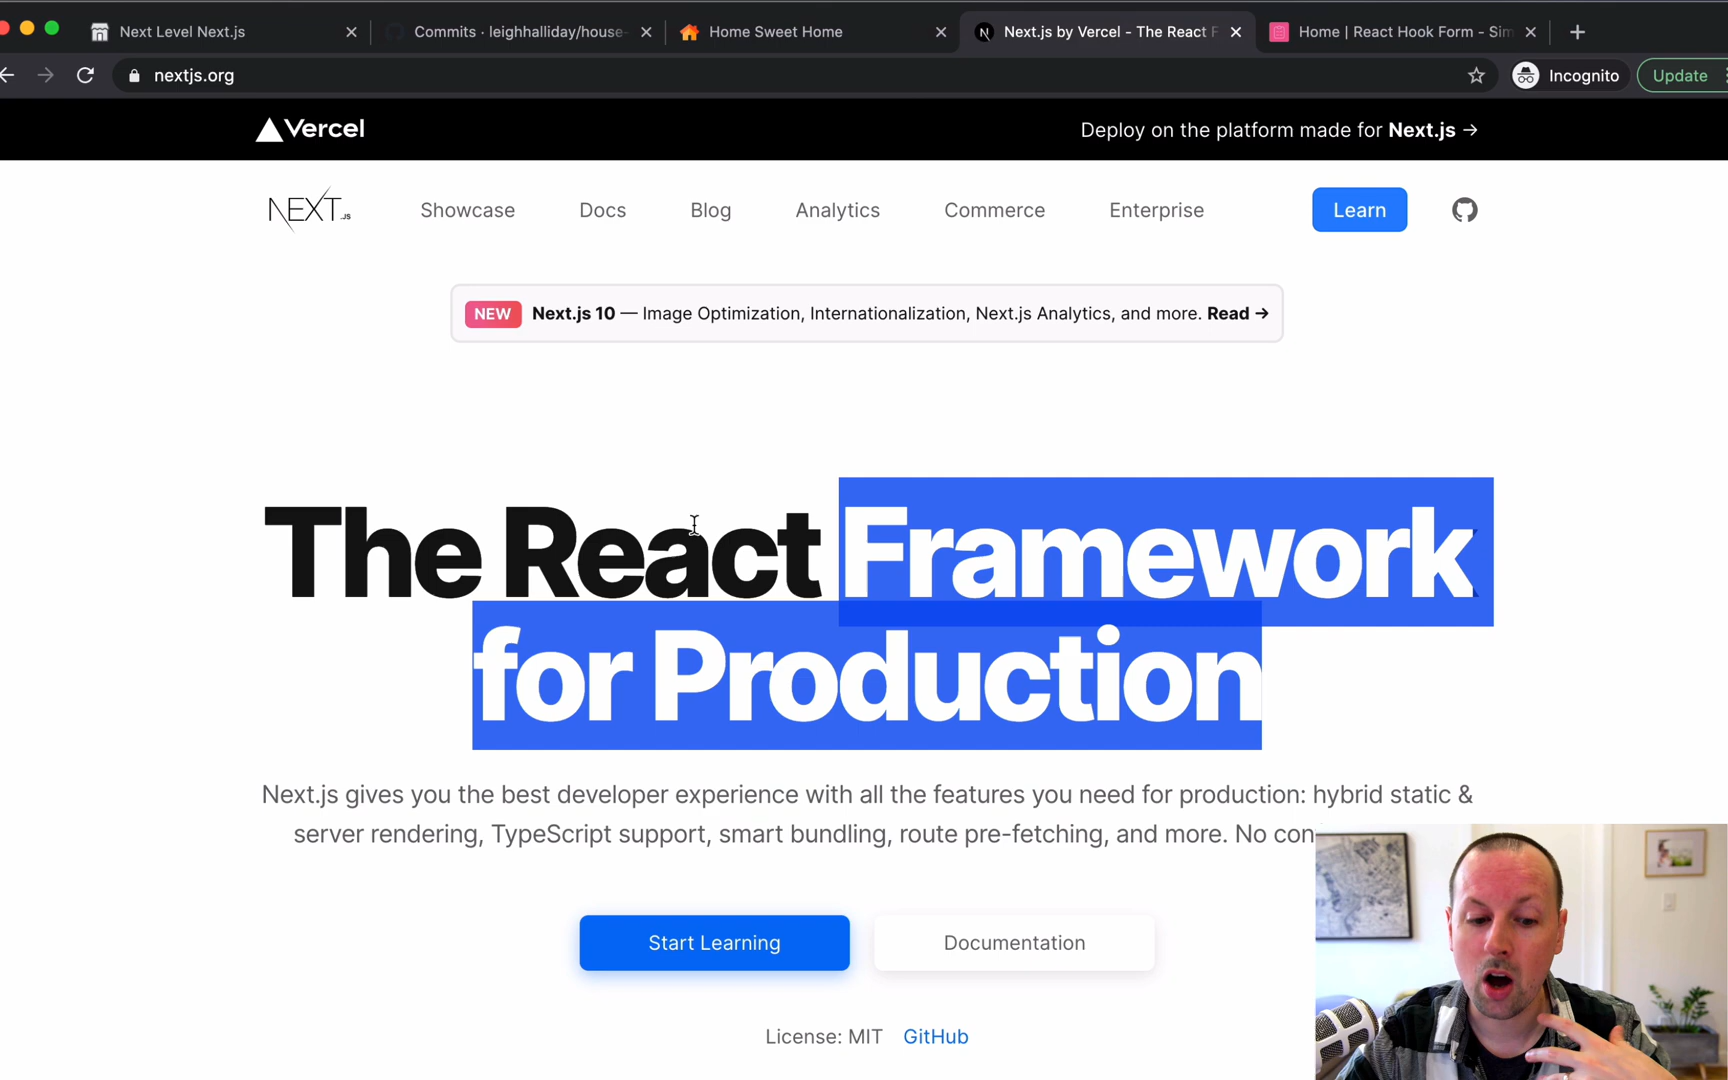 Next Level Next.js
Commits · leighhalliday/house-
Home Sweet Home
Next.js by Vercel - The React F
Home | React Hook Form - Sim
nextjs.org
Incognito
Update
Vercel
Deploy on the platform made for Next.js →
NEXT.JS
Showcase
Docs
Blog
Analytics
Commerce
Enterprise
Learn
NEW Next.js 10 — Image Optimization, Internationalization, Next.js Analytics, and more. Read →
The React Framework
for Production
Next.js gives you the best developer experience with all the features you need for production: hybrid static &
server rendering, TypeScript support, smart bundling, route pre-fetching, and more. No con
Start Learning
Documentation
License: MIT GitHub